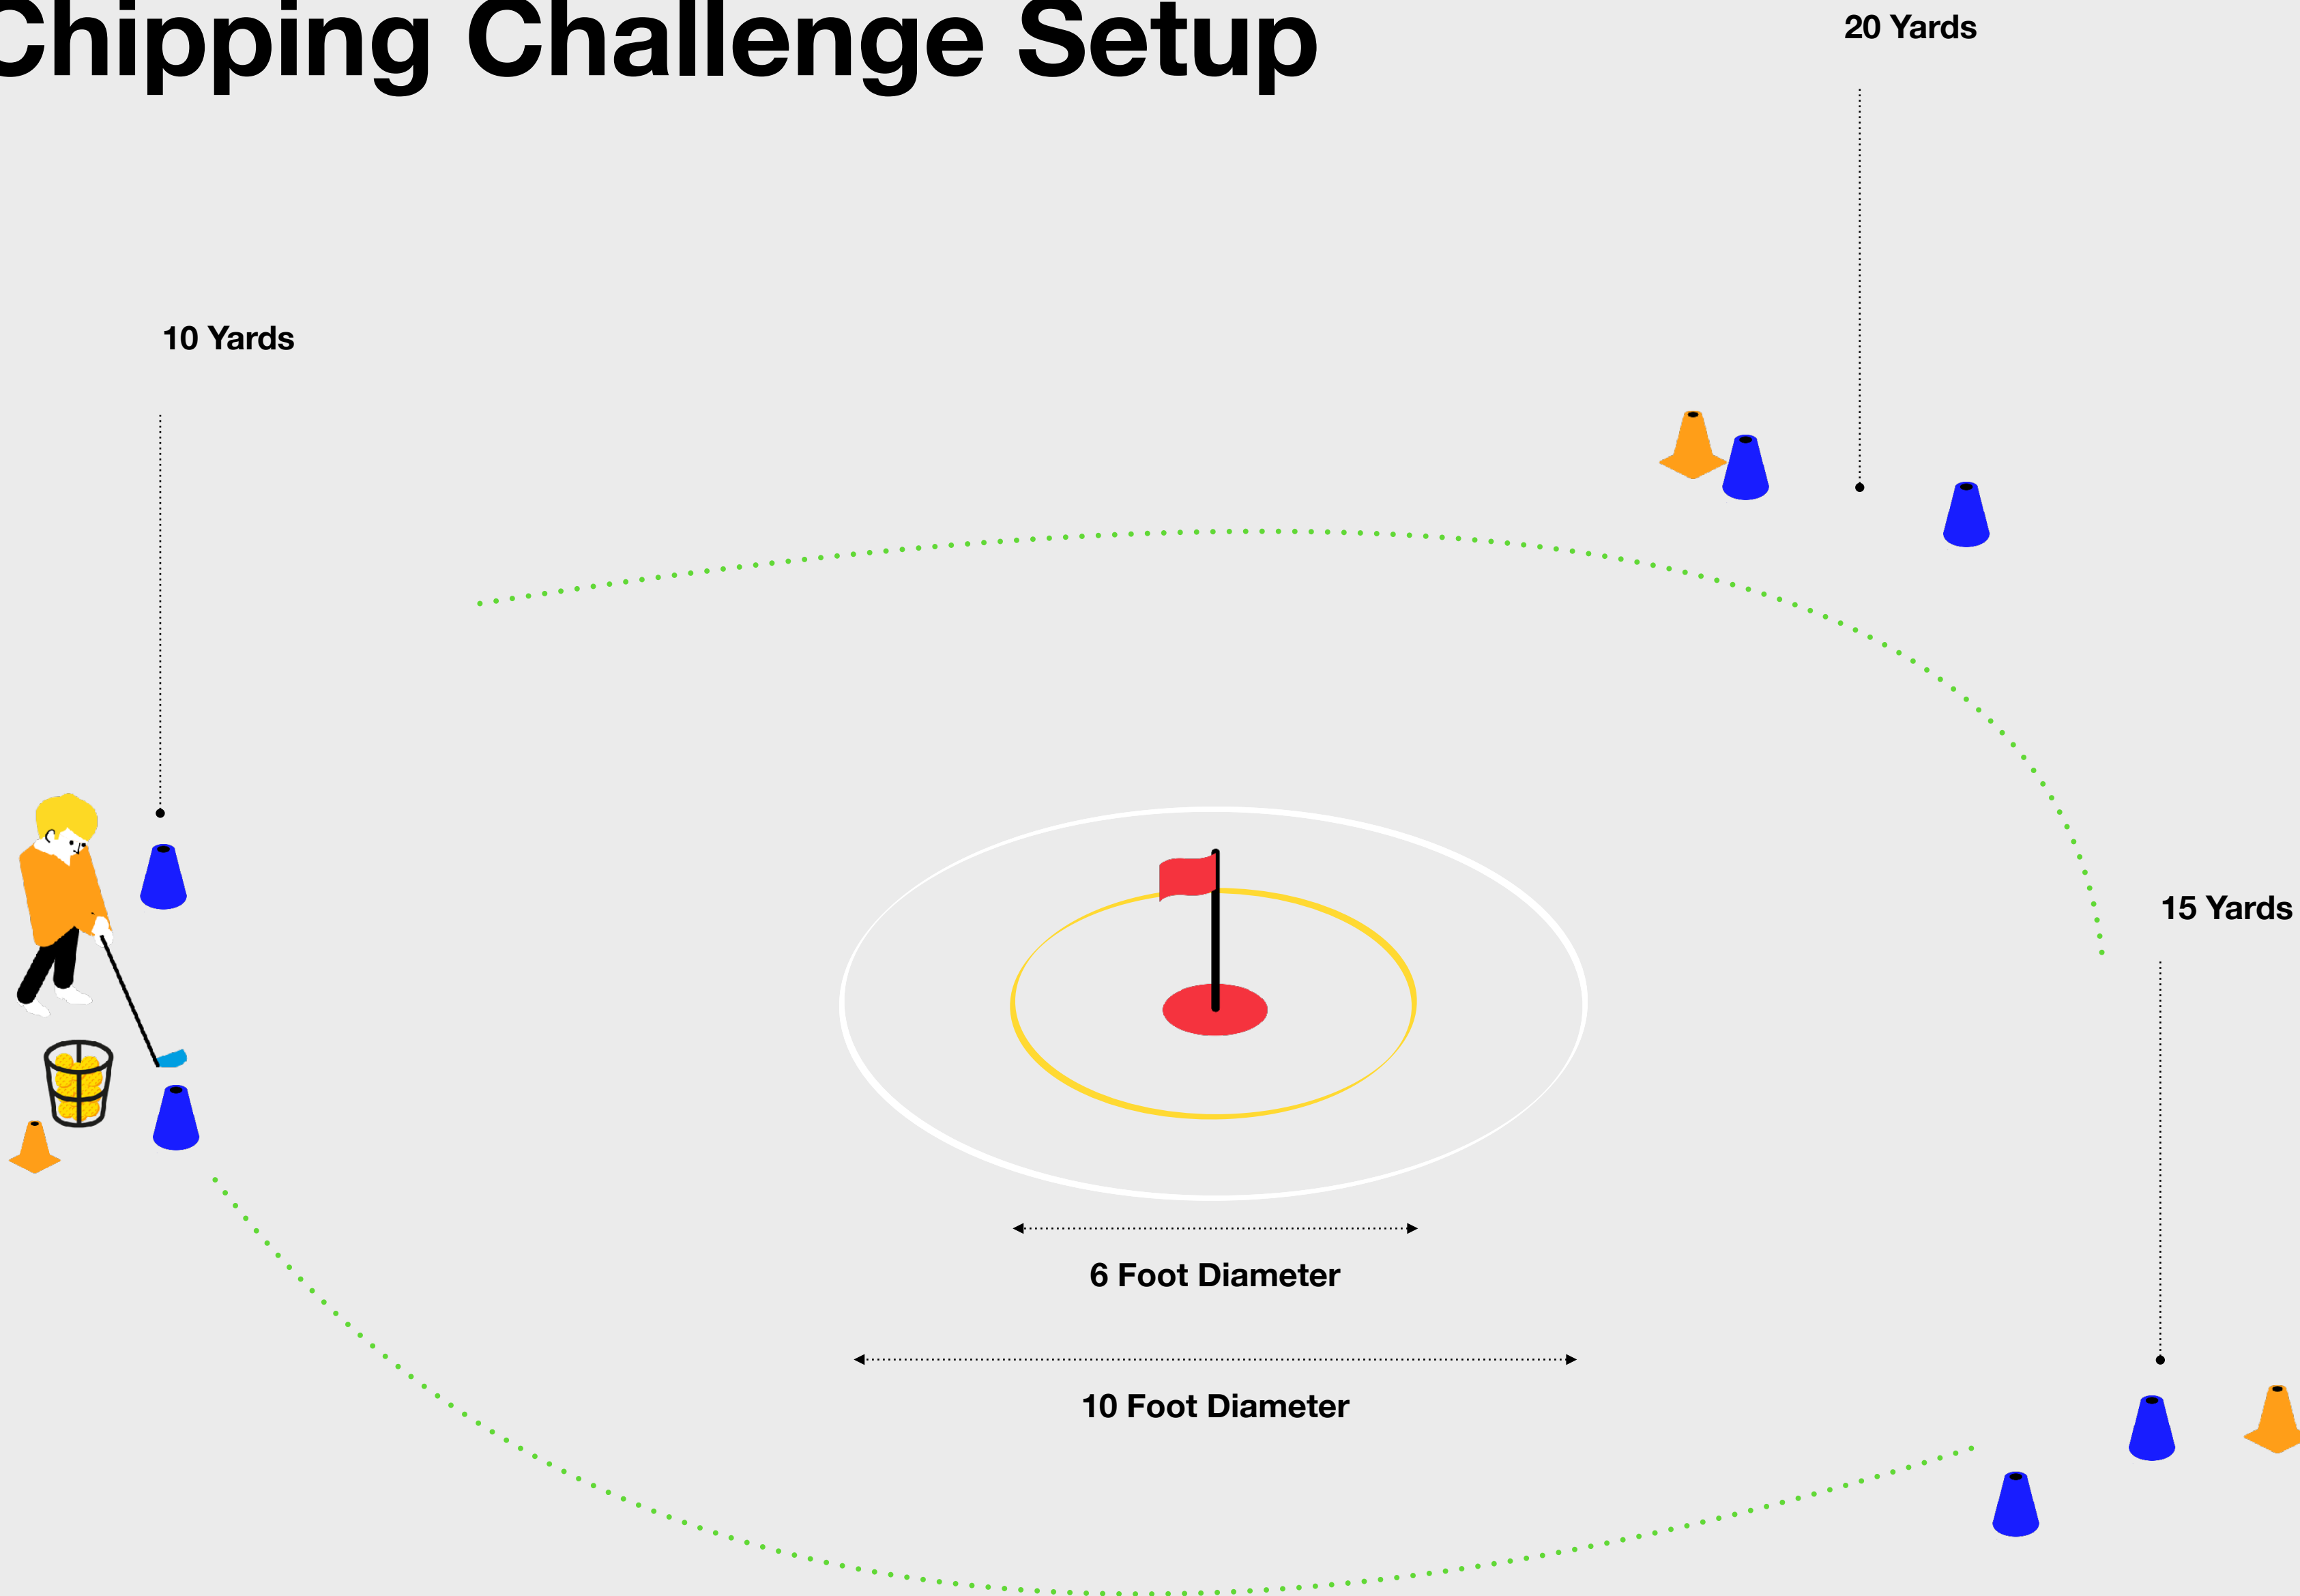 Chipping Challenge Setup
20 Yards
10 Yards
15 Yards
6 Foot Diameter
10 Foot Diameter